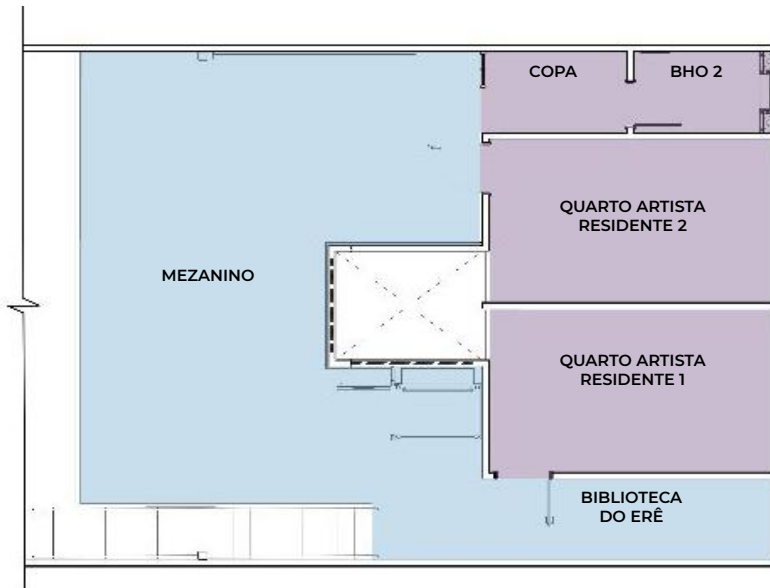 COPA
BHO 2
QUARTO ARTISTA
RESIDENTE 2
MEZANINO
QUARTO ARTISTA
RESIDENTE 1
BIBLIOTECA
DO ERÊ